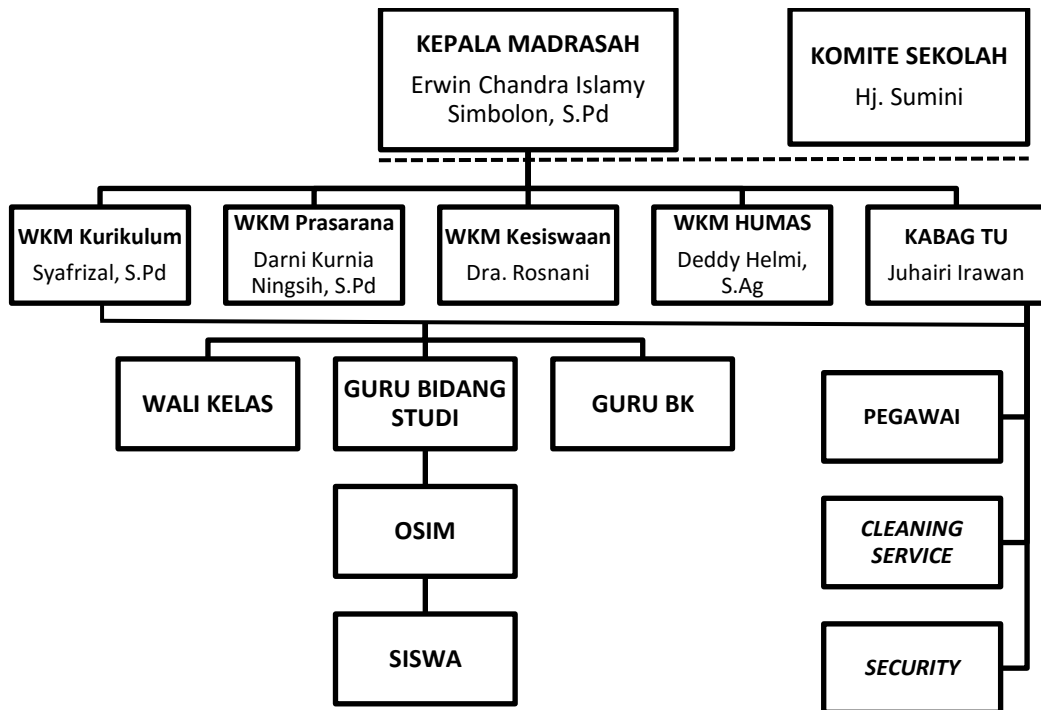 KEPALA MADRASAH
Erwin Chandra Islamy
Simbolon, S.Pd
KOMITE SEKOLAH
Hj. Sumini
WKM Kurikulum
Syafrizal, S.Pd
WKM Prasarana
Darni Kurnia
Ningsih, S.Pd
WKM Kesiswaan
Dra. Rosnani
WKM HUMAS
Deddy Helmi,
S.Ag
KABAG TU
Juhairi Irawan
WALI KELAS
GURU BIDANG
STUDI
GURU BK
PEGAWAI
OSIM
CLEANING
SERVICE
SISWA
SECURITY